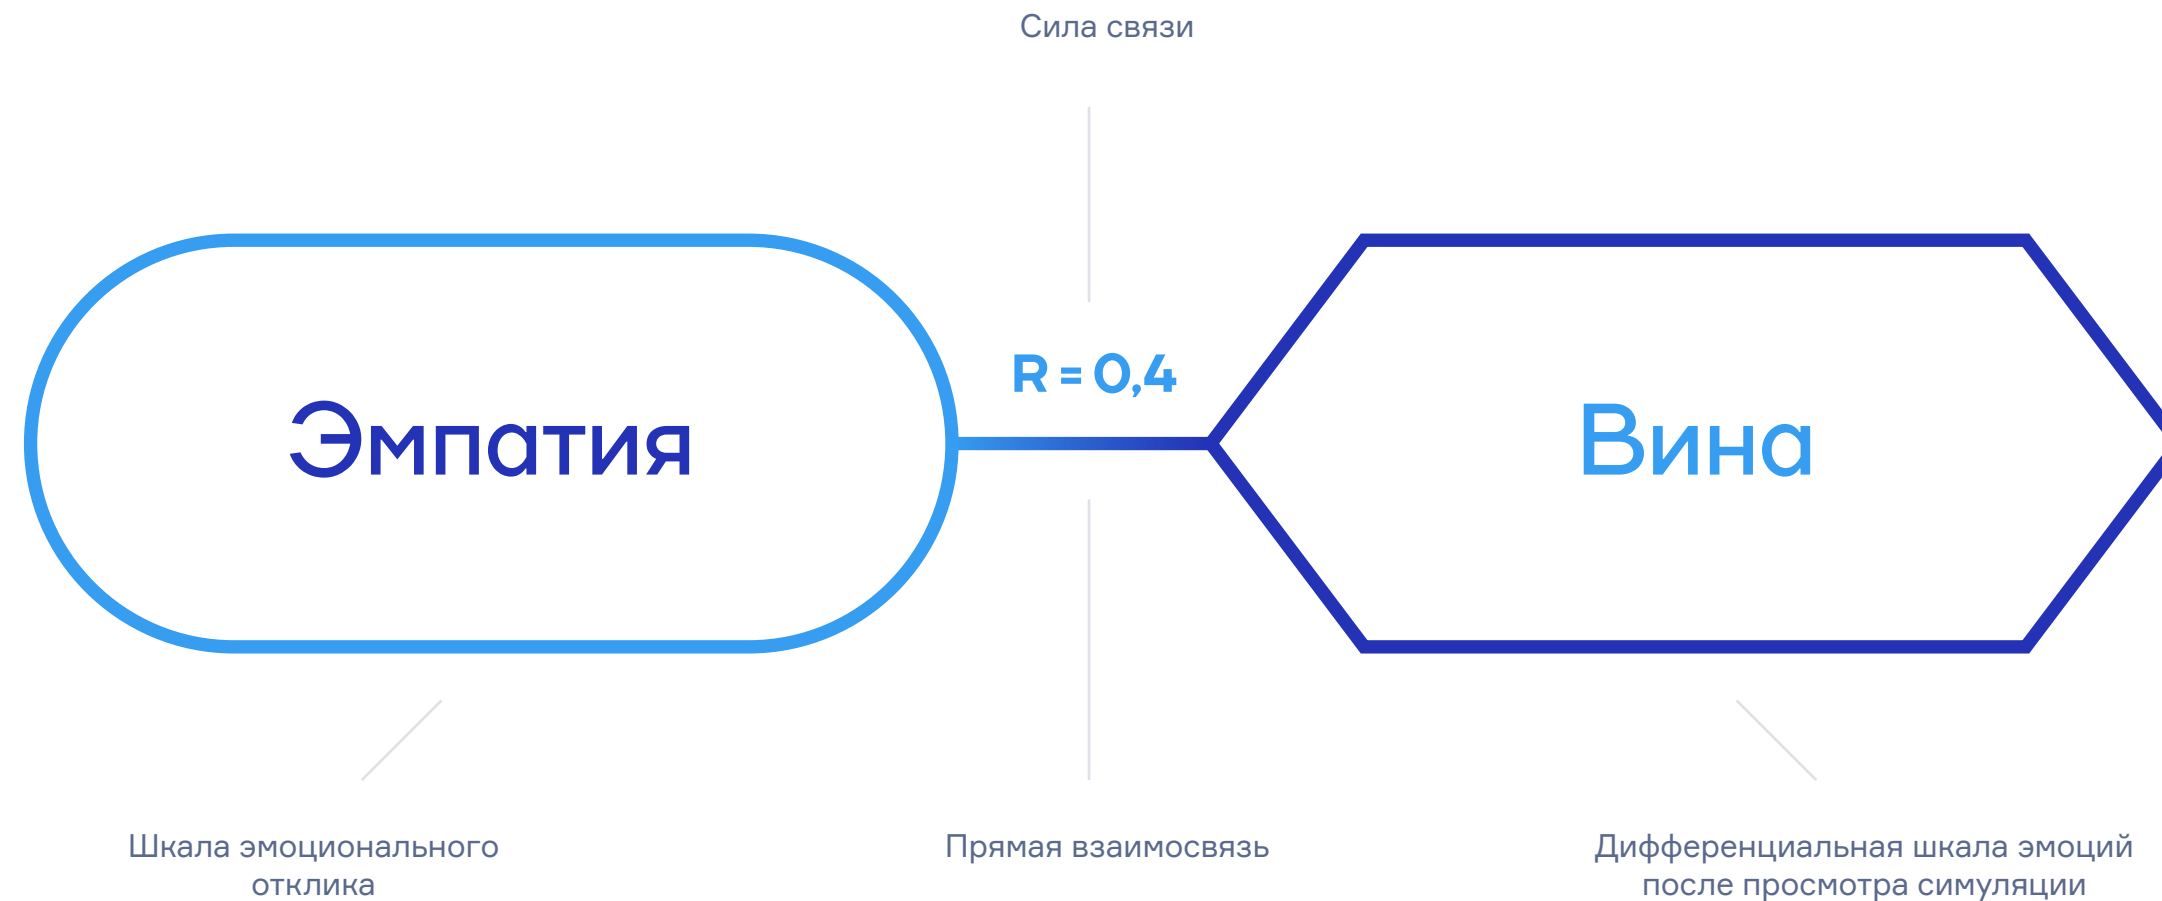 Сила связи
R = 0,4
Эмпатия
Вина
Шкала эмоционального
отклика
Прямая взаимосвязь
Дифференциальная шкала эмоций
после просмотра симуляции